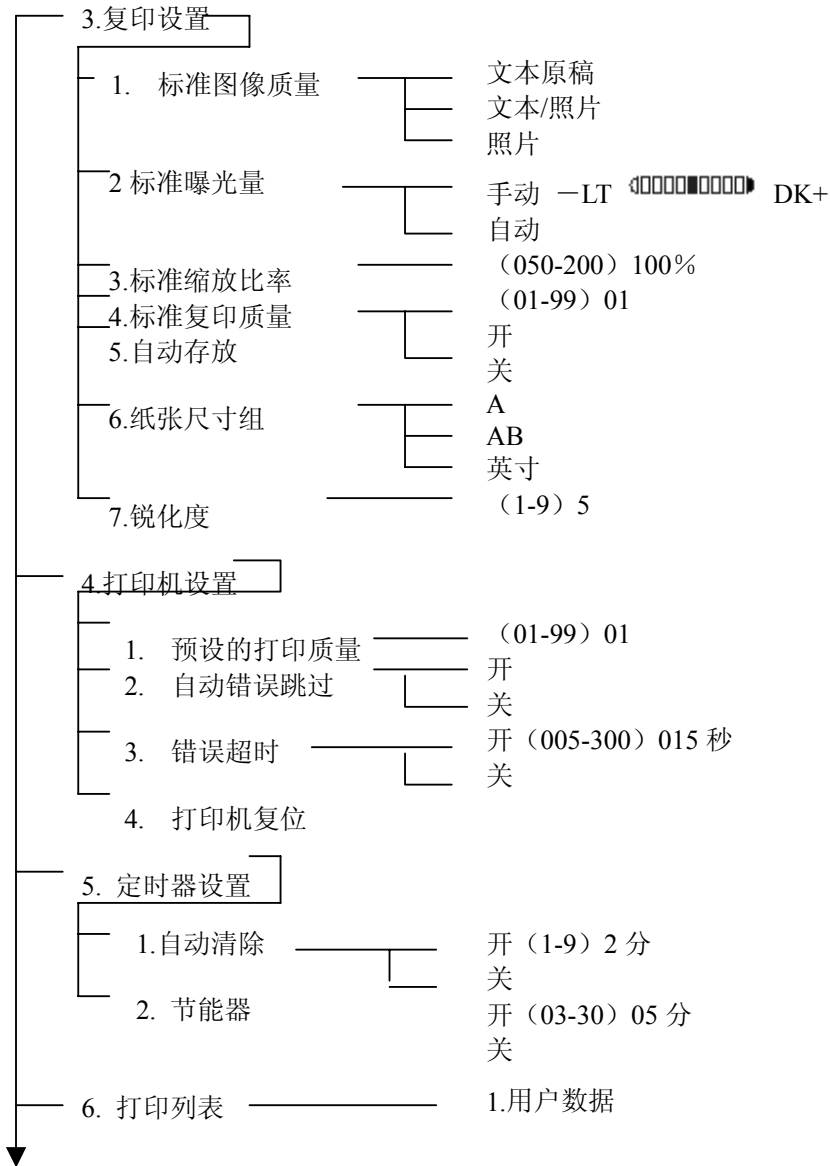 3.复印设置
1. 标准图像质量 文本原稿
文本/照片
照片
2 标准曝光量 手动 －LT DK+
自动
3.标准缩放比率 （050-200）100％
4.标准复印质量 （01-99）01
5.自动存放 开
关
6.纸张尺寸组 A
AB
英寸
7.锐化度 （1-9）5
4.打印机设置
1. 预设的打印质量 （01-99）01
2. 自动错误跳过 开
关
3. 错误超时 开（005-300）015 秒
关
4. 打印机复位
5. 定时器设置
1.自动清除 开（1-9）2 分
关
2. 节能器 开（03-30）05 分
关
6. 打印列表 1.用户数据